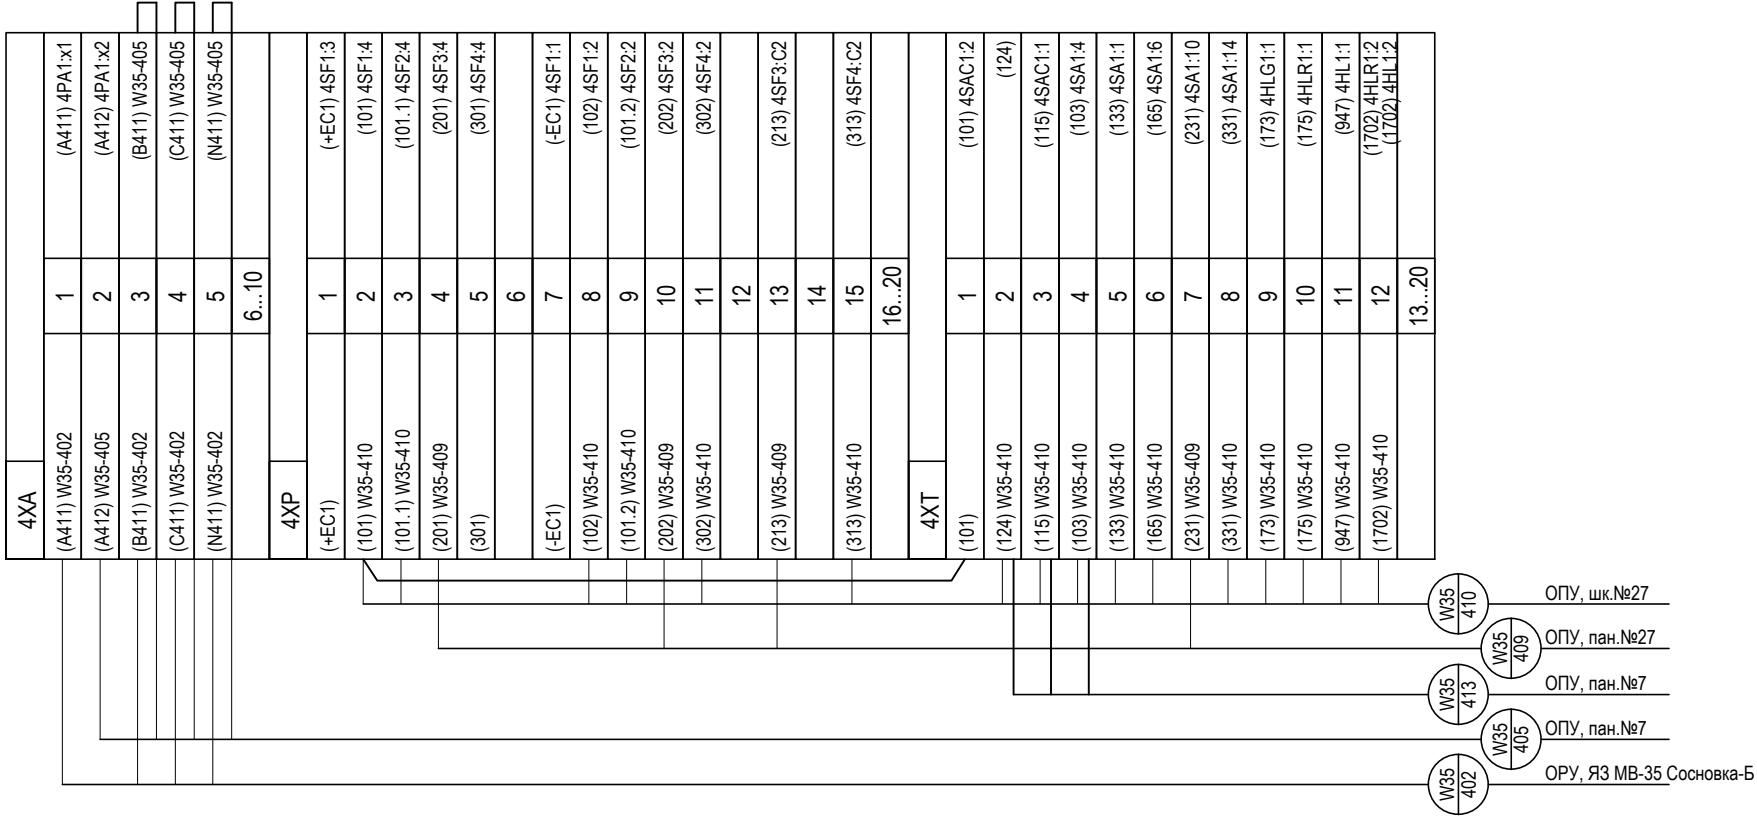 4XA
(A411) W35-402 1 (A411) 4PA1:x1
(A412) W35-405 2 (A412) 4PA1:x2
(B411) W35-402 3 (B411) W35-405
(C411) W35-402 4 (C411) W35-405
(N411) W35-402 5 (N411) W35-405
6...10
4XP
(+EC1) 1 (+EC1) 4SF1:3
(101) W35-410 2 (101) 4SF1:4
(101.1) W35-410 3 (101.1) 4SF2:4
(201) W35-409 4 (201) 4SF3:4
(301) 5 (301) 4SF4:4
6
(-EC1) 7 (-EC1) 4SF1:1
(102) W35-410 8 (102) 4SF1:2
(101.2) W35-410 9 (101.2) 4SF2:2
(202) W35-409 10 (202) 4SF3:2
(302) W35-410 11 (302) 4SF4:2
12
(213) W35-409 13 (213) 4SF3:C2
14
(313) W35-410 15 (313) 4SF4:C2
16...20
4XT
(101) 1 (101) 4SAC1:2
(124) W35-410 2 (124)
(115) W35-410 3 (115) 4SAC1:1
(103) W35-410 4 (103) 4SA1:4
(133) W35-410 5 (133) 4SA1:1
(165) W35-410 6 (165) 4SA1:6
(231) W35-409 7 (231) 4SA1:10
(331) W35-410 8 (331) 4SA1:14
(173) W35-410 9 (173) 4HLG1:1
(175) W35-410 10 (175) 4HLR1:1
(947) W35-410 11 (947) 4HL1:1
(1702) W35-410 12 (1702) 4HLR1:2
(1702) 4HL1:2
13...20
W35
410
ОПУ, шк.№27
W35
409
ОПУ, пан.№27
W35
413
ОПУ, пан.№7
W35
405
ОПУ, пан.№7
W35
402
ОРУ, ЯЗ МВ-35 Сосновка-Б